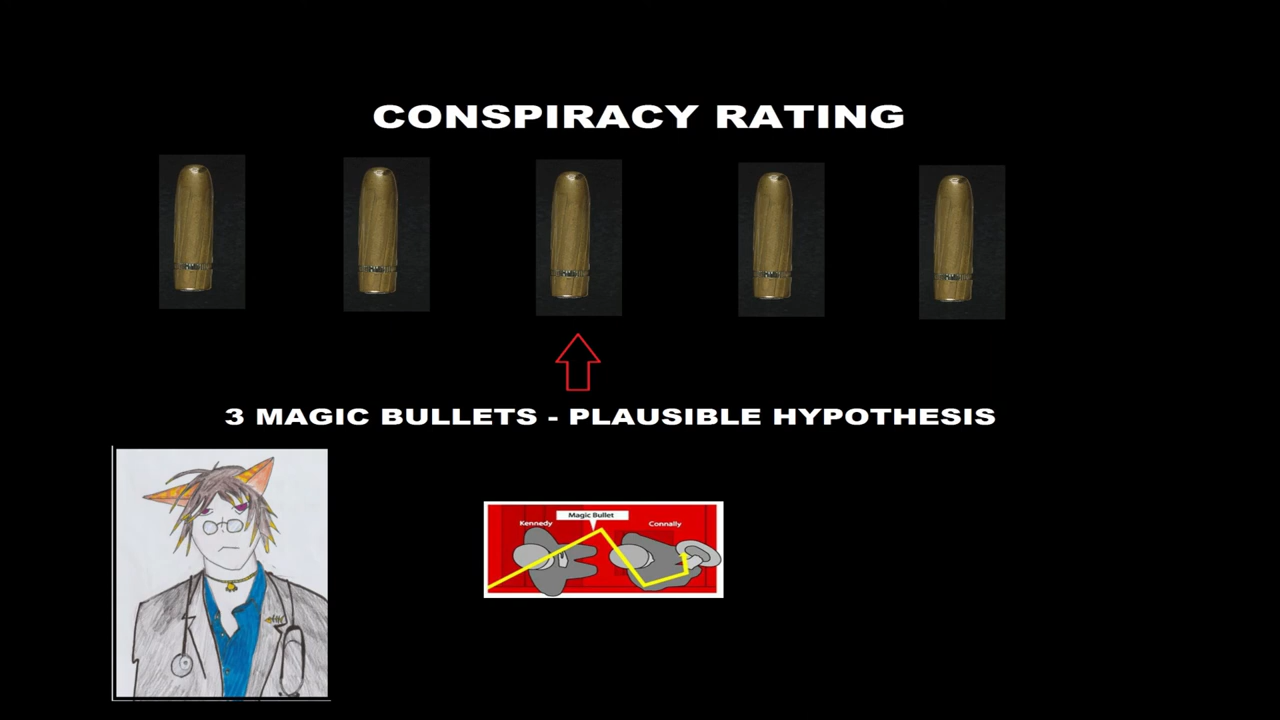 CONSPIRACY RATING
3 MAGIC BULLETS - PLAUSIBLE HYPOTHESIS
Magic Bullet
Kennedy
Connally